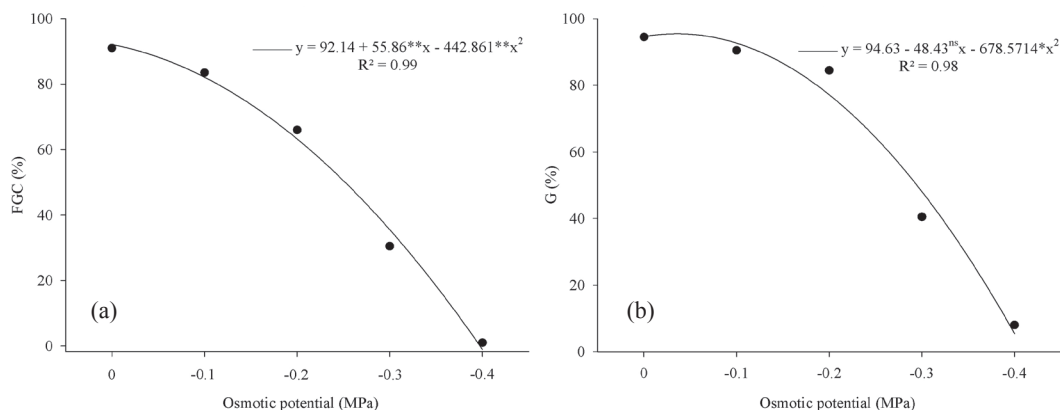 100
80
60
40
20
0
FGC (%)
y = 92.14 + 55.86**x - 442.861**x²
R² = 0.99
(a)
0 -0.1 -0.2 -0.3 -0.4
Osmotic potential (MPa)
100
80
60
40
20
0
G (%)
y = 94.63 - 48.43ⁿˢx - 678.5714*x²
R² = 0.98
(b)
0 -0.1 -0.2 -0.3 -0.4
Osmotic potential (MPa)